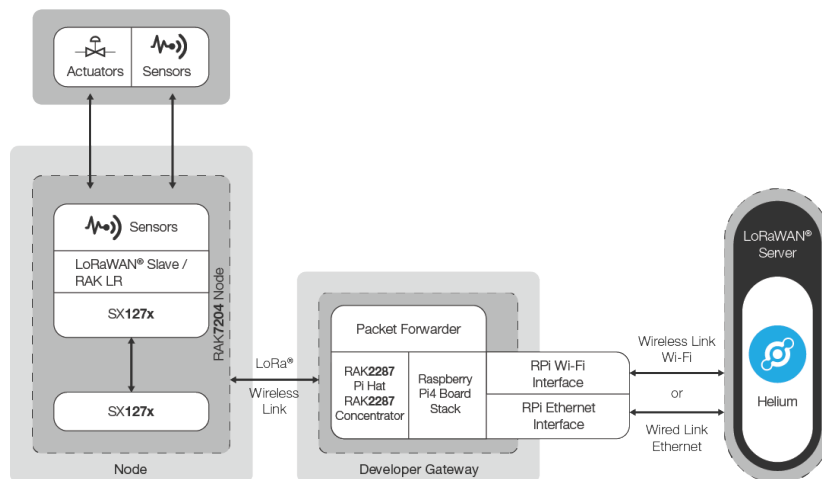 Actuators
Sensors
Sensors
LoRaWAN® Slave /
RAK LR
SX127x
SX127x
RAK7204 Node
Node
LoRa®
Wireless
Link
Packet Forwarder
RAK2287
Pi Hat
RAK2287
Concentrator
Raspberry
Pi4 Board
Stack
RPi Wi-Fi
Interface
RPi Ethernet
Interface
Developer Gateway
Wireless Link
Wi-Fi
or
Wired Link
Ethernet
LoRaWAN®
Server
Helium